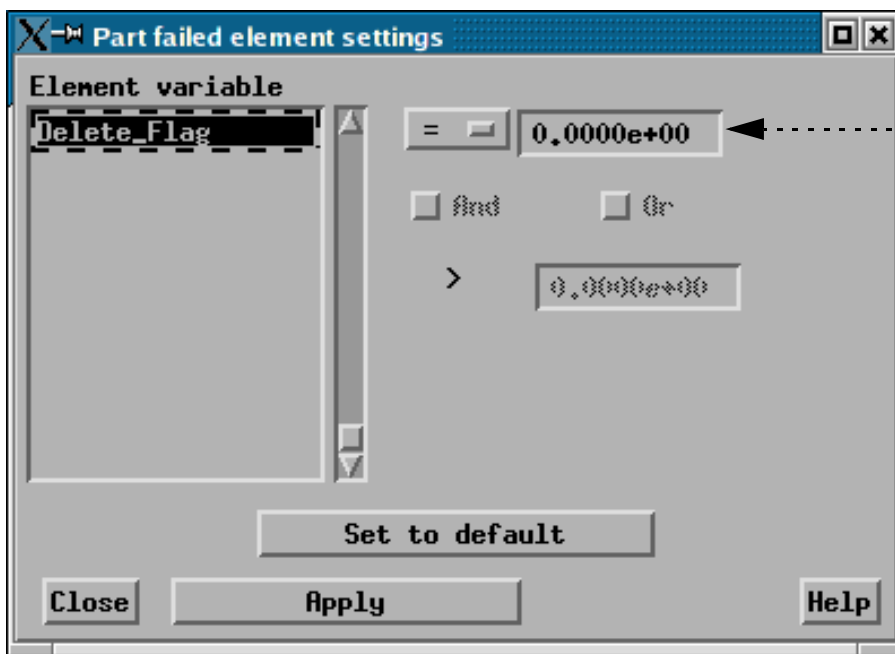 Part failed element settings
Element variable
Delete_Flag
= 0.0000e+00
And Or
> 0.0000e+00
Set to default
Close Apply Help